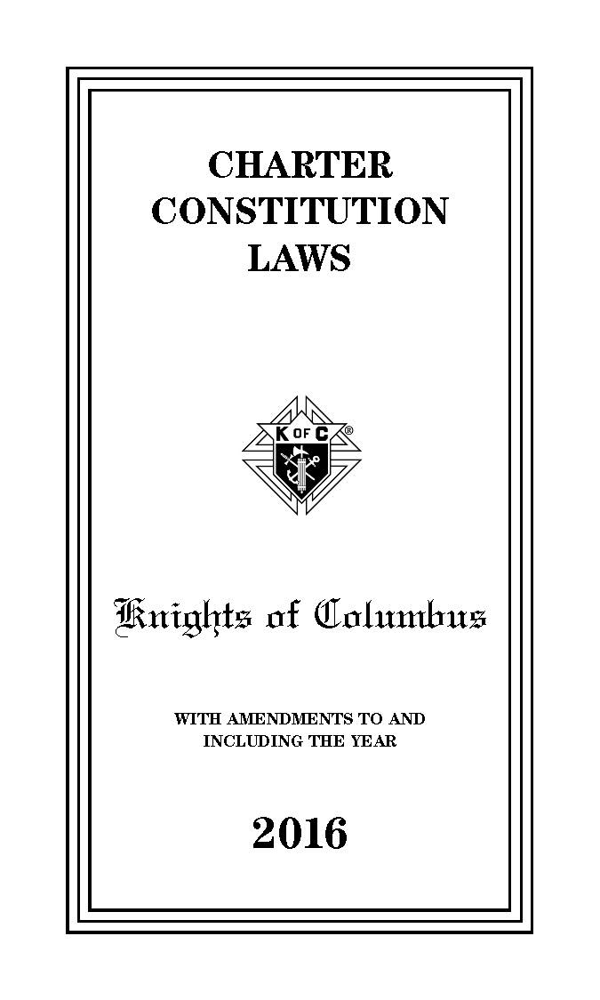 CHARTER
CONSTITUTION
LAWS
K OF C ®
Knights of Columbus
WITH AMENDMENTS TO AND
INCLUDING THE YEAR
2016